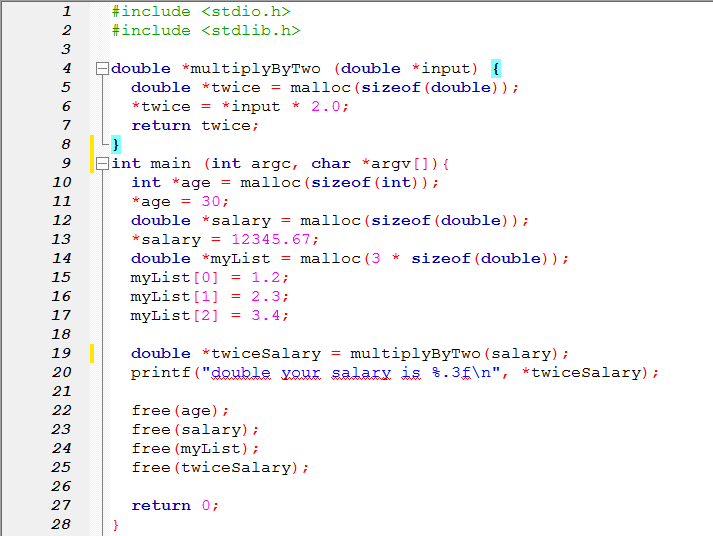 1 #include <stdio.h>
2 #include <stdlib.h>
3
4 double *multiplyByTwo (double *input) {
5 double *twice = malloc(sizeof(double));
6 *twice = *input * 2.0;
7 return twice;
8 }
9 int main (int argc, char *argv[]){
10 int *age = malloc(sizeof(int));
11 *age = 30;
12 double *salary = malloc(sizeof(double));
13 *salary = 12345.67;
14 double *myList = malloc(3 * sizeof(double));
15 myList[0] = 1.2;
16 myList[1] = 2.3;
17 myList[2] = 3.4;
18
19 double *twiceSalary = multiplyByTwo(salary);
20 printf("double your salary is %.3f\n", *twiceSalary);
21
22 free(age);
23 free(salary);
24 free(myList);
25 free(twiceSalary);
26
27 return 0;
28 }